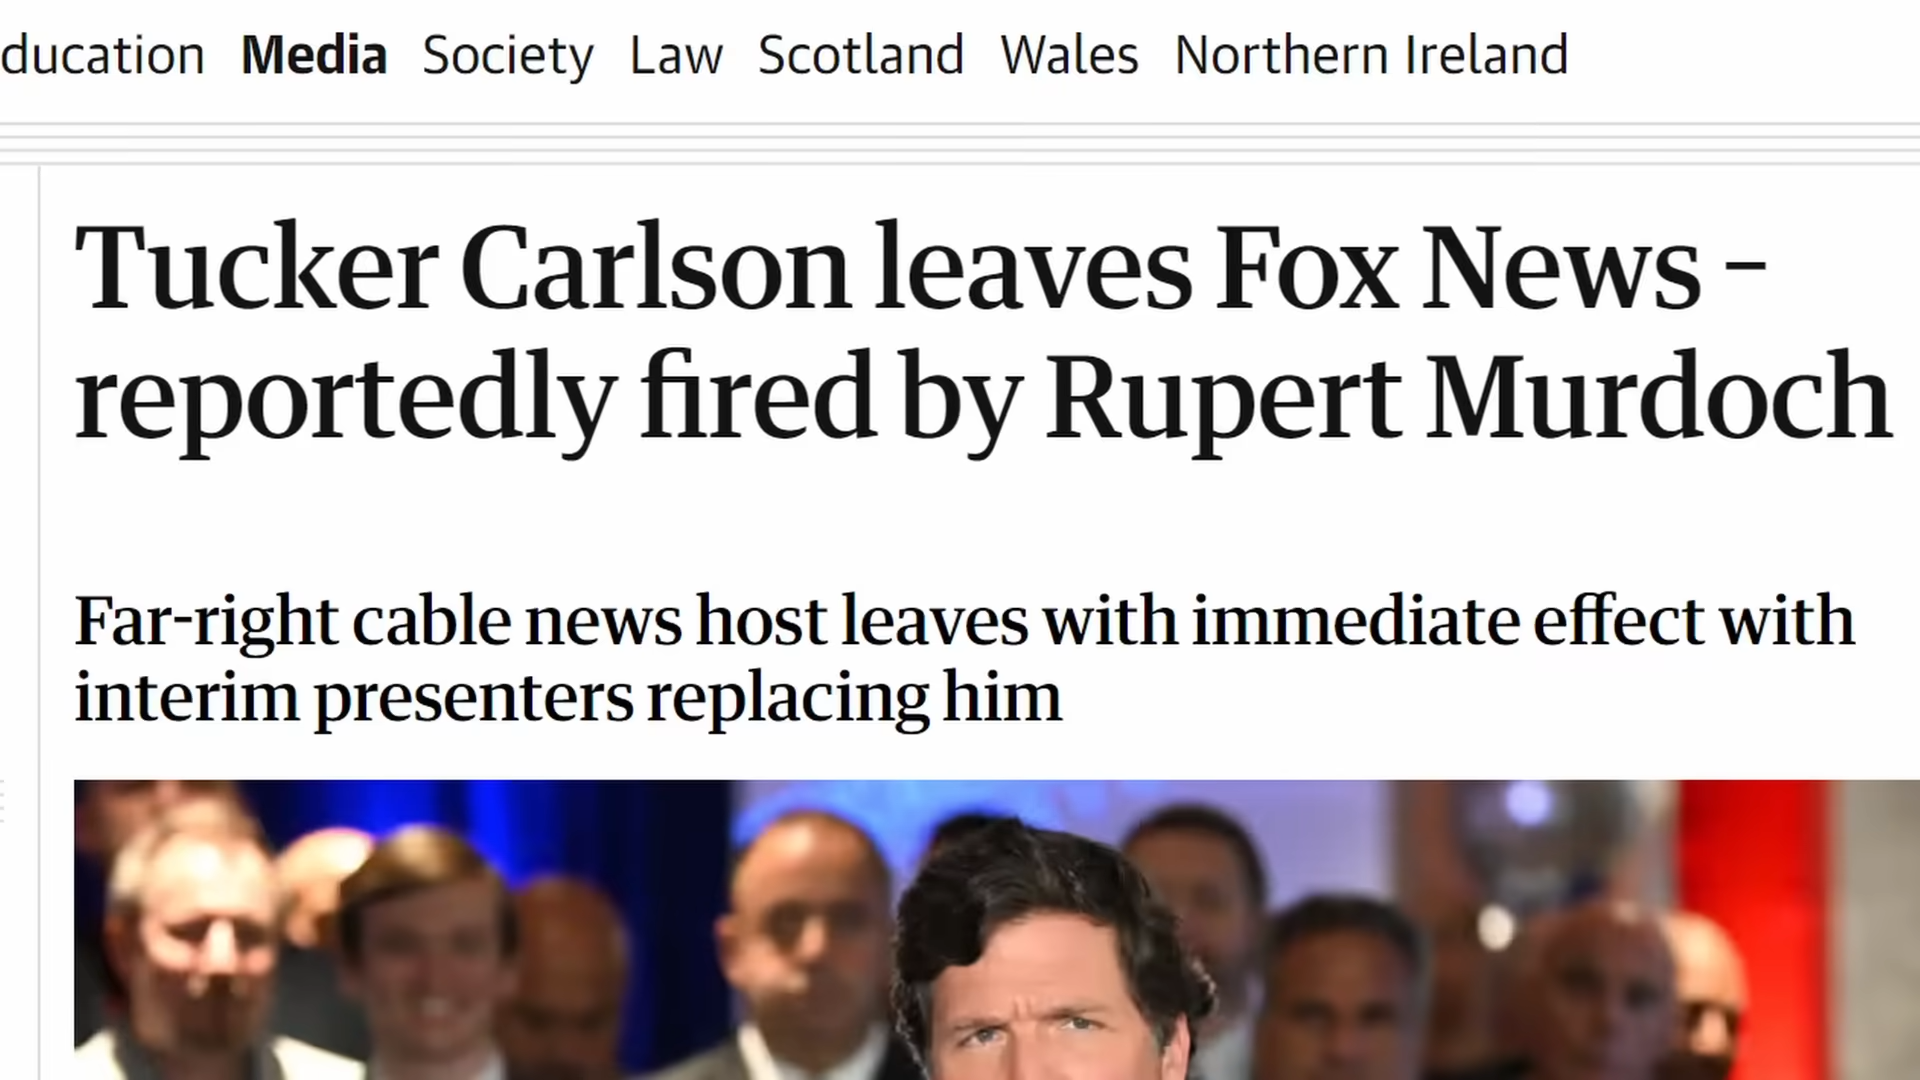 ducation Media Society Law Scotland Wales Northern Ireland
Tucker Carlson leaves Fox News –
reportedly fired by Rupert Murdoch
Far-right cable news host leaves with immediate effect with
interim presenters replacing him